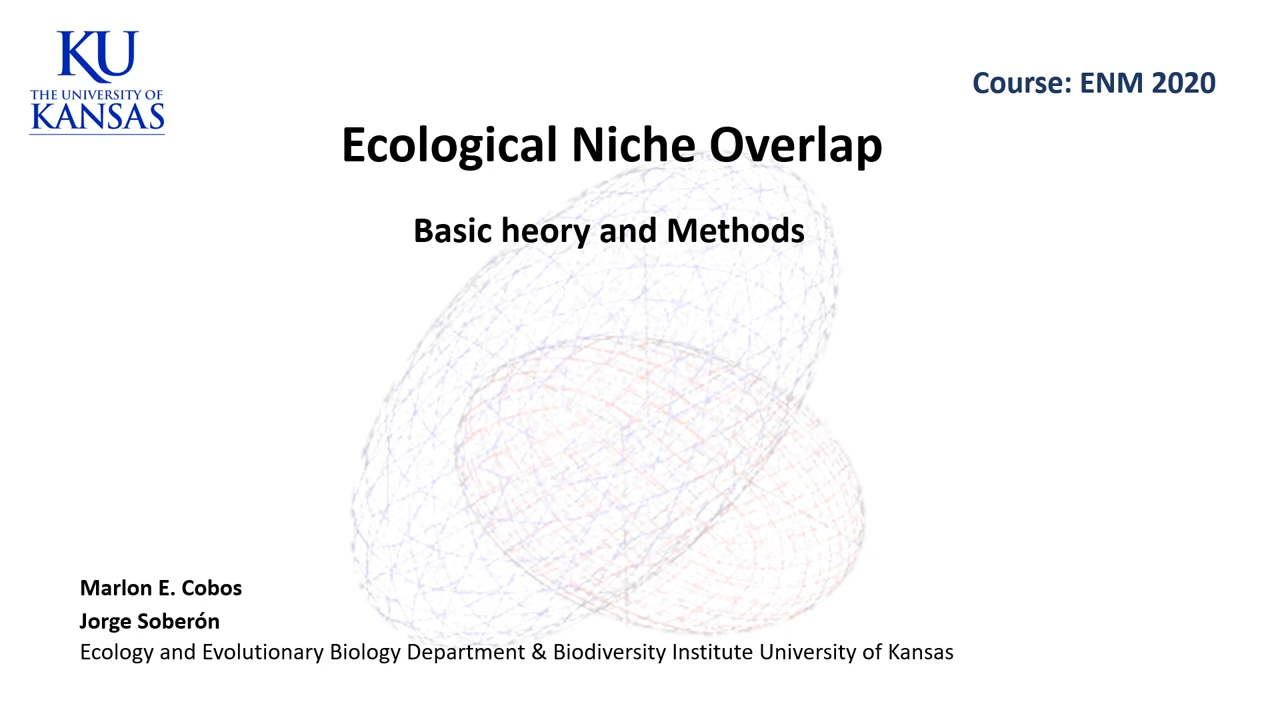 KU
THE UNIVERSITY OF
KANSAS
Course: ENM 2020
Ecological Niche Overlap
Basic heory and Methods
Marlon E. Cobos
Jorge Soberón
Ecology and Evolutionary Biology Department & Biodiversity Institute University of Kansas